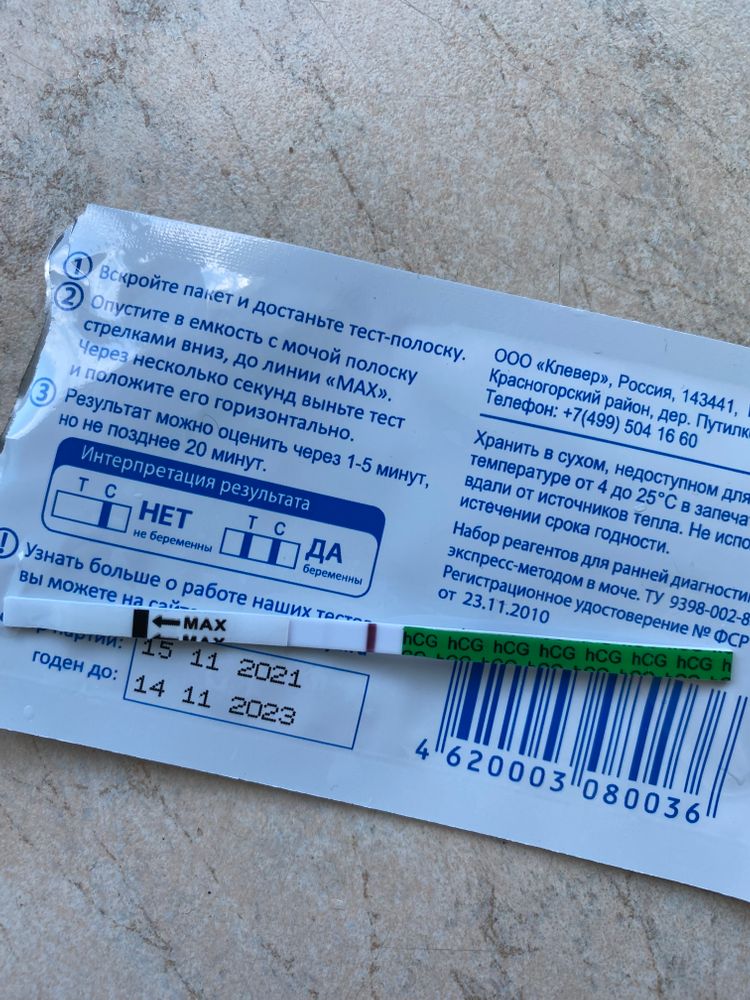 1 Вскройте пакет и достаньте тест-полоску.
2 Опустите в емкость с мочой полоску
стрелками вниз, до линии «MAX».
Через несколько секунд выньте тест
и положите его горизонтально.
3 Результат можно оценить через 1-5 минут,
но не позднее 20 минут.
Интерпретация результата
T C
НЕТ
не беременны
T C
ДА
беременны
! Узнать больше о работе наших тестов
вы можете на сайте
партии:
15 11 2021
годен до:
14 11 2023
ООО «Клевер», Россия, 143441,
Красногорский район, дер.
Телефон: +7(499) 504 16 60
Хранить в сухом, недоступном для
температуре от 4 до 25°C в
вдали от источников тепла. Не
истечении срока годности.
Набор реагентов для ранней
экспресс-методом в моче. ТУ 9398-002-8
Регистрационное удостоверение № ФСР
от 23.11.2010
MAX
MAX
hCG hCG hCG hCG hCG hCG hCG
4 620003 080036